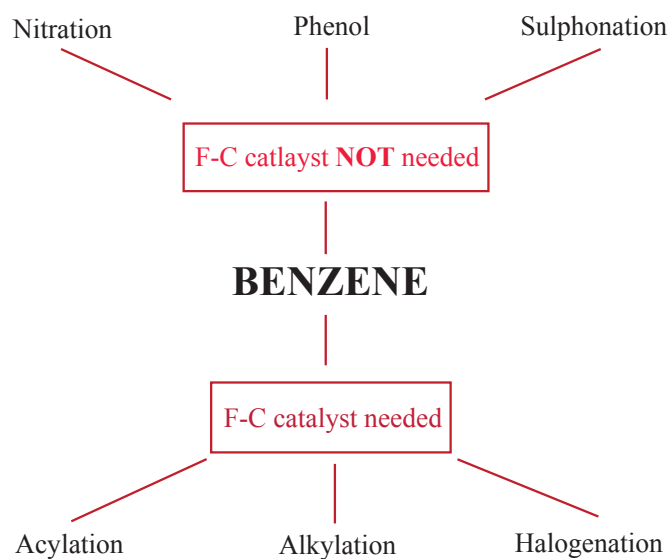 Nitration
Phenol
Sulphonation
F-C catlayst NOT needed
BENZENE
F-C catalyst needed
Acylation
Alkylation
Halogenation